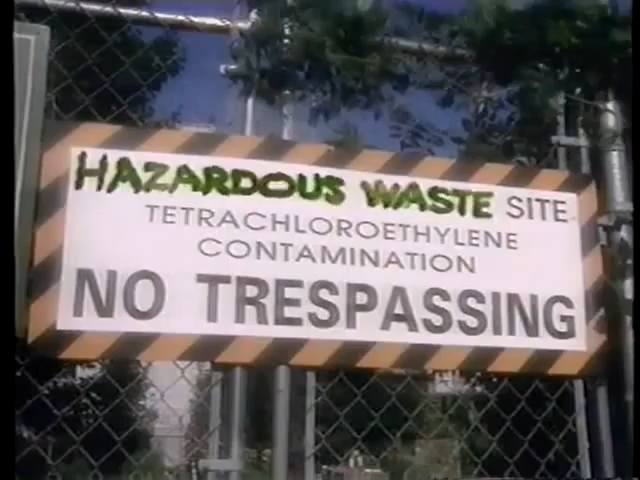 HAZARDOUS WASTE SITE
TETRACHLOROETHYLENE
CONTAMINATION
NO TRESPASSING